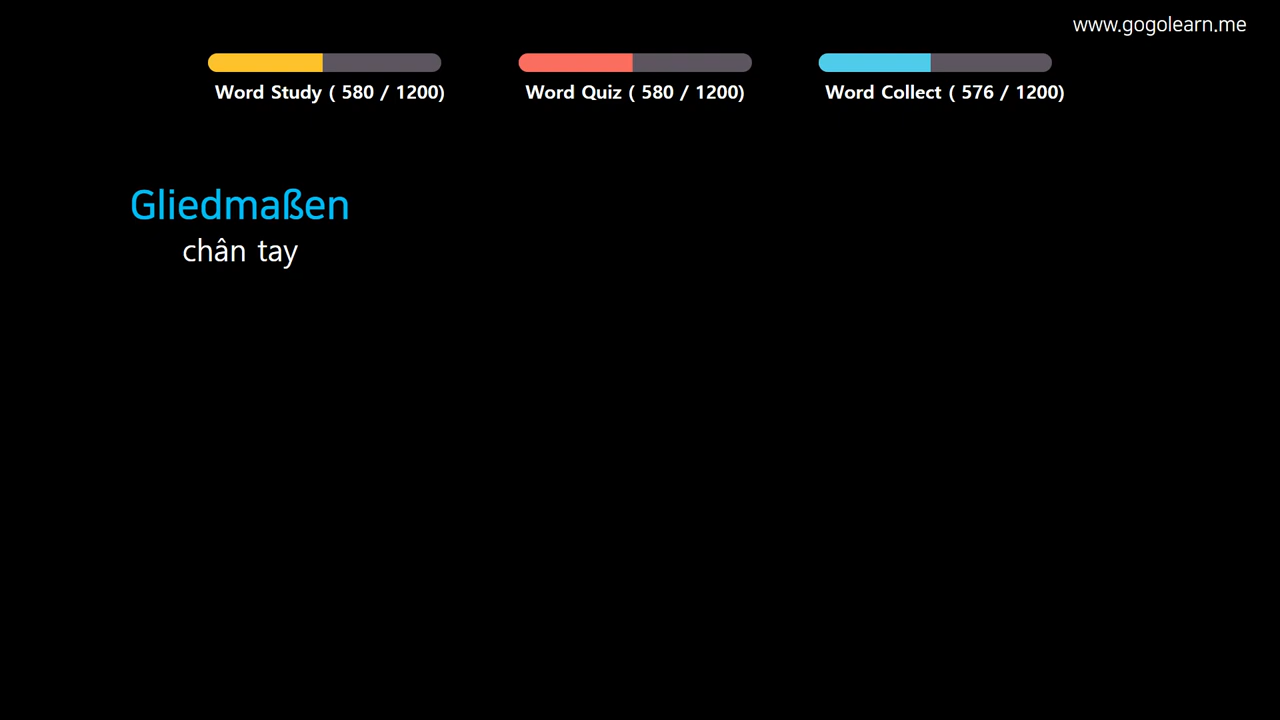 www.gogolearn.me
Word Study ( 580 / 1200)
Word Quiz ( 580 / 1200)
Word Collect ( 576 / 1200)
Gliedmaßen
chân tay